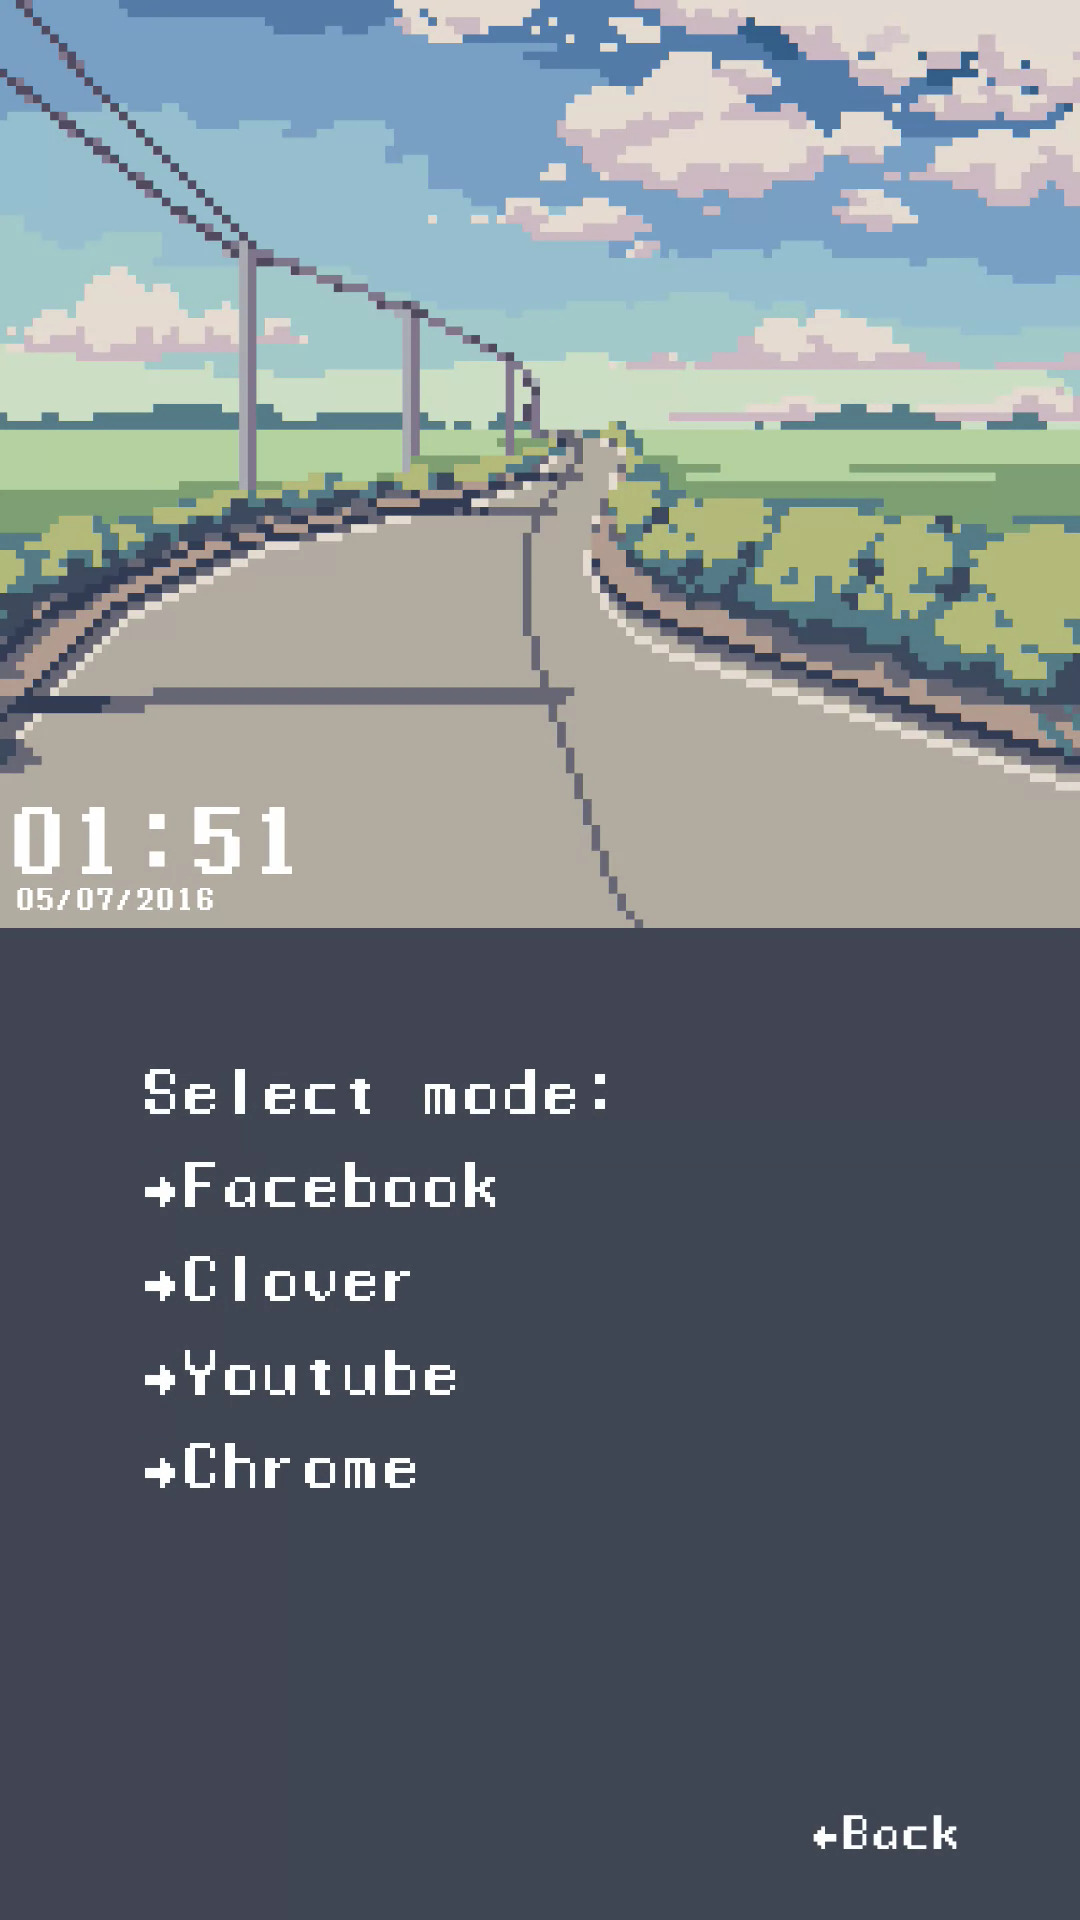 01:51
05/07/2016
Select mode:
→Facebook
→Clover
→Youtube
→Chrome
←Back